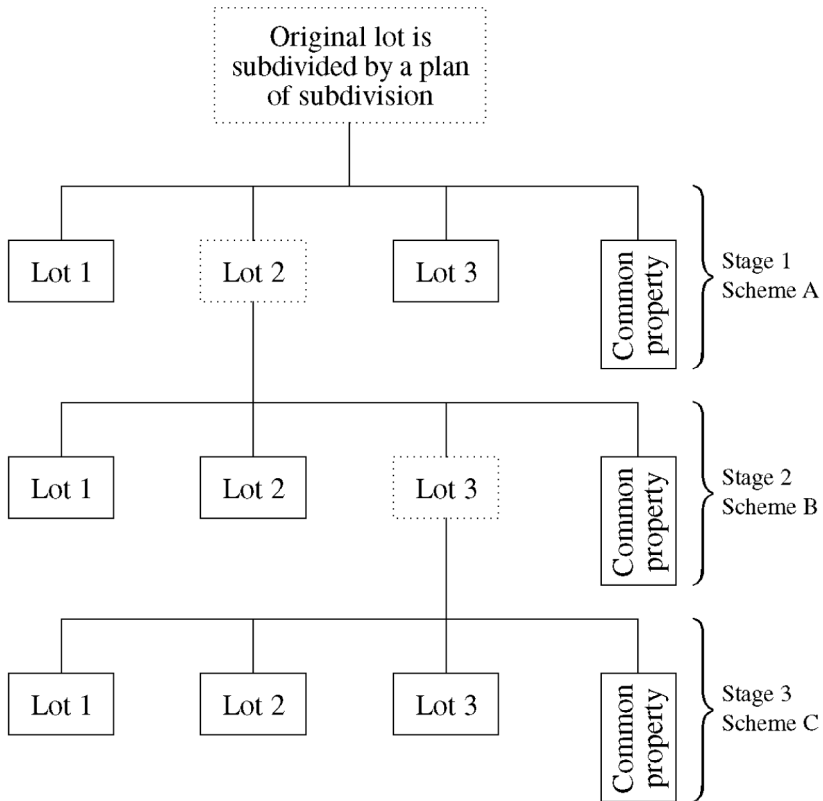 Original lot is
subdivided by a plan
of subdivision
Lot 1
Lot 2
Lot 3
Common
property
Stage 1
Scheme A
Lot 1
Lot 2
Lot 3
Common
property
Stage 2
Scheme B
Lot 1
Lot 2
Lot 3
Common
property
Stage 3
Scheme C